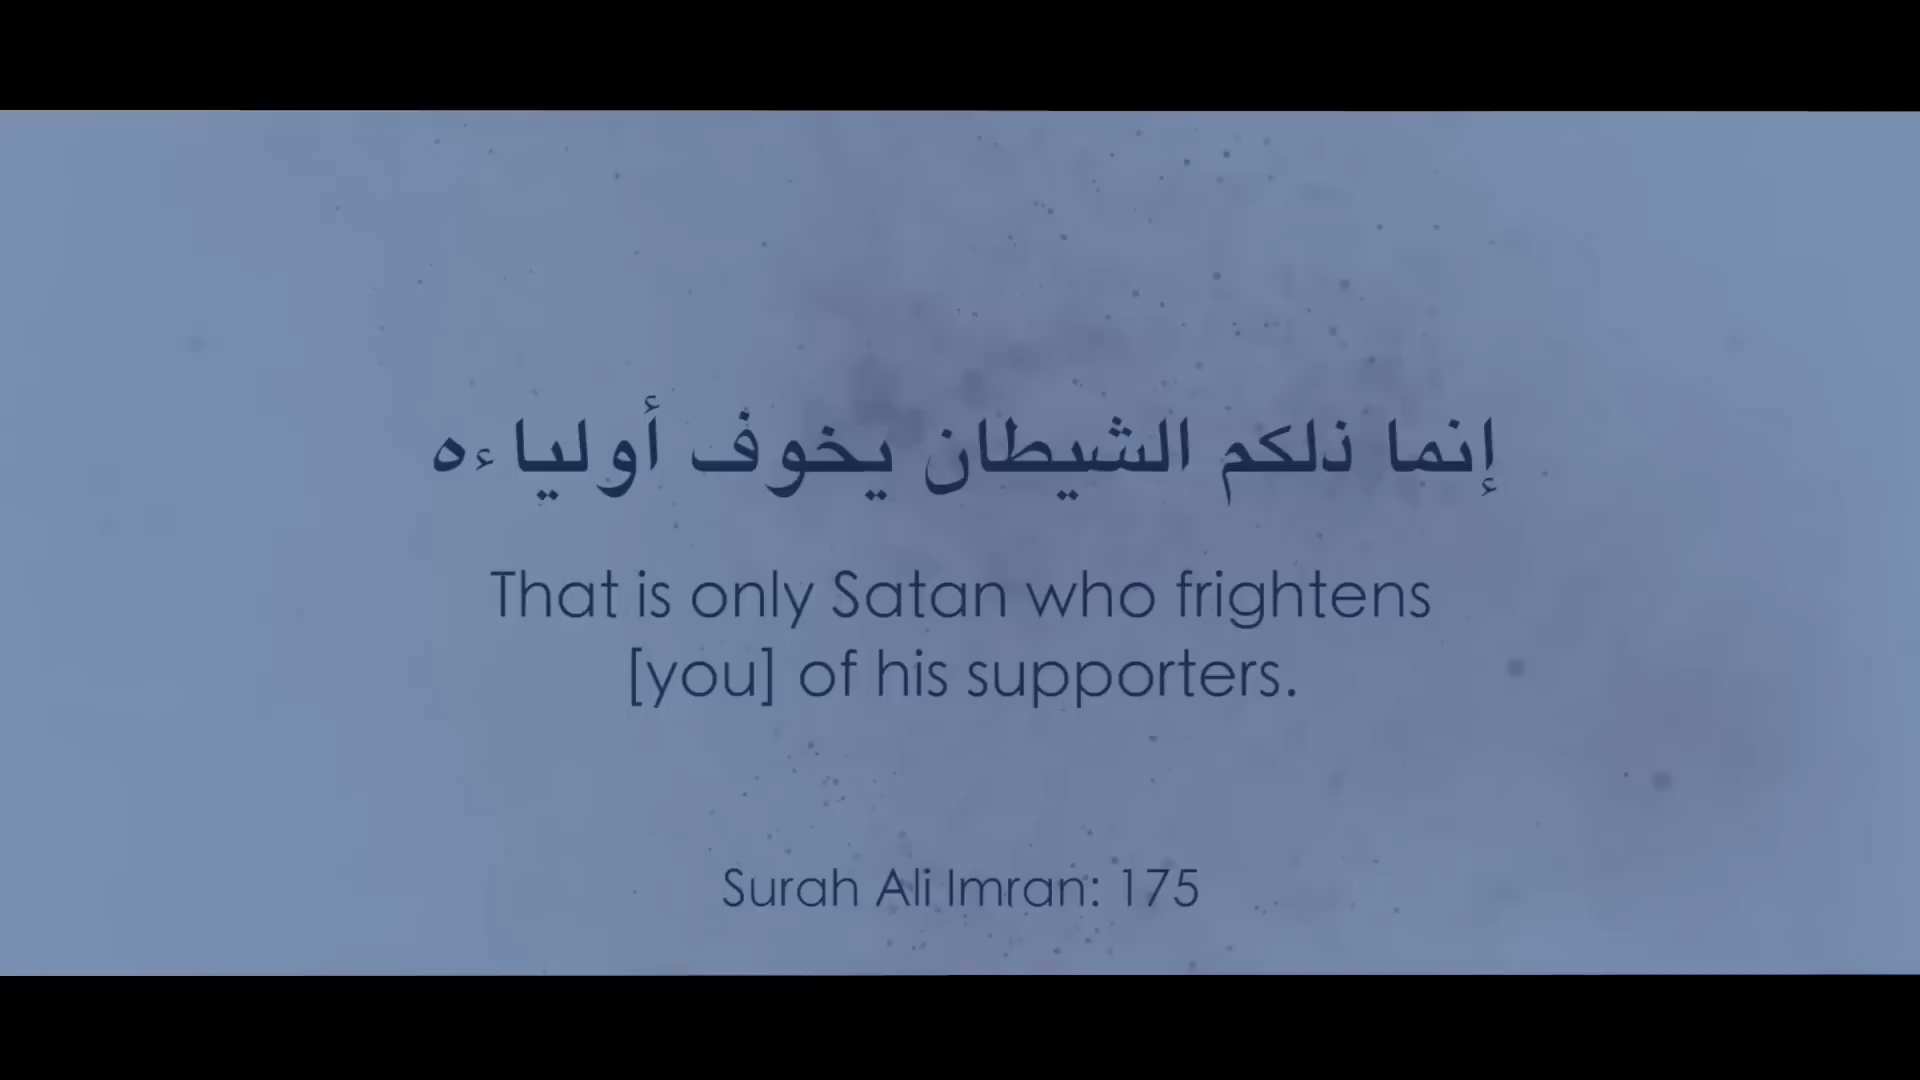 إنما ذلكم الشيطان يخوف أولياءه
That is only Satan who frightens
[you] of his supporters.
Surah Ali Imran: 175